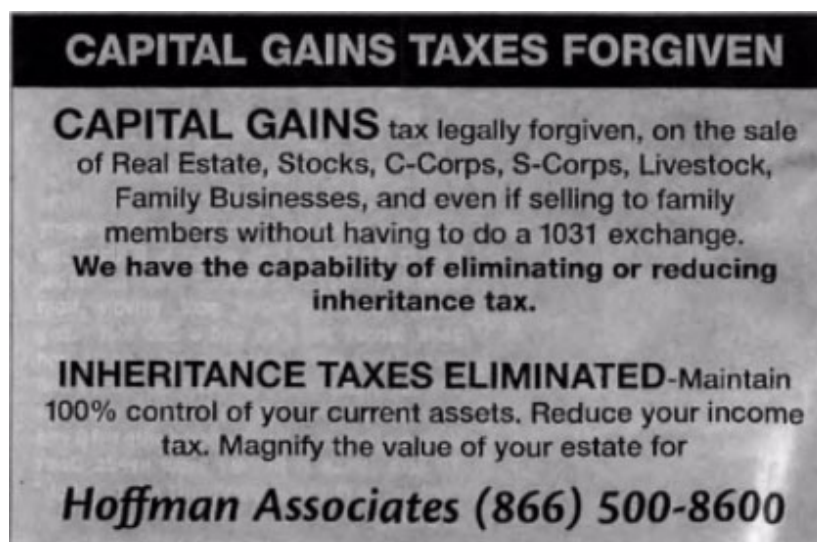 CAPITAL GAINS TAXES FORGIVEN
CAPITAL GAINS tax legally forgiven, on the sale
of Real Estate, Stocks, C-Corps, S-Corps, Livestock,
Family Businesses, and even if selling to family
members without having to do a 1031 exchange.
We have the capability of eliminating or reducing
inheritance tax.
INHERITANCE TAXES ELIMINATED-Maintain
100% control of your current assets. Reduce your income
tax. Magnify the value of your estate for
Hoffman Associates (866) 500-8600